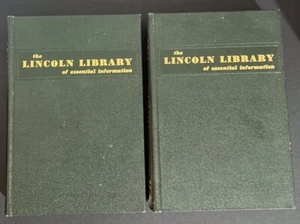 the
LINCOLN LIBRARY
of essential information
the
LINCOLN LIBRARY
of essential information